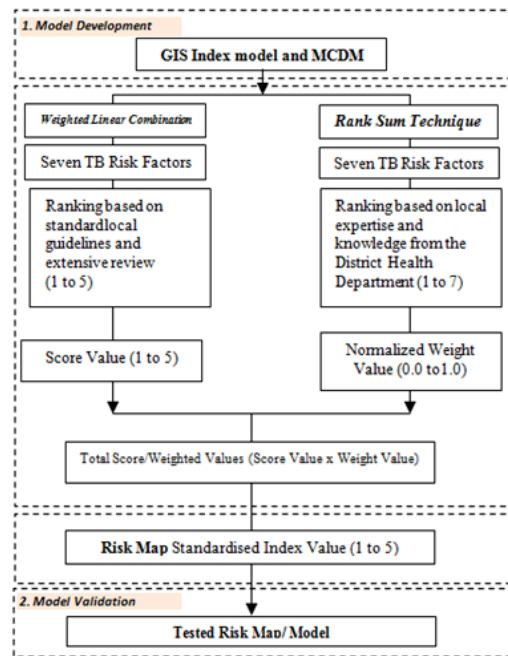 1. Model Development
GIS Index model and MCDM
Weighted Linear Combination
Seven TB Risk Factors
Ranking based on
standardlocal
guidelines and
extensive review
(1 to 5)
Score Value (1 to 5)
Rank Sum Technique
Seven TB Risk Factors
Ranking based on local
expertise and
knowledge from the
District Health
Department (1 to 7)
Normalized Weight
Value (0.0 to1.0)
Total Score/Weighted Values (Score Value x Weight Value)
Risk Map Standardised Index Value (1 to 5)
2. Model Validation
Tested Risk Map/ Model